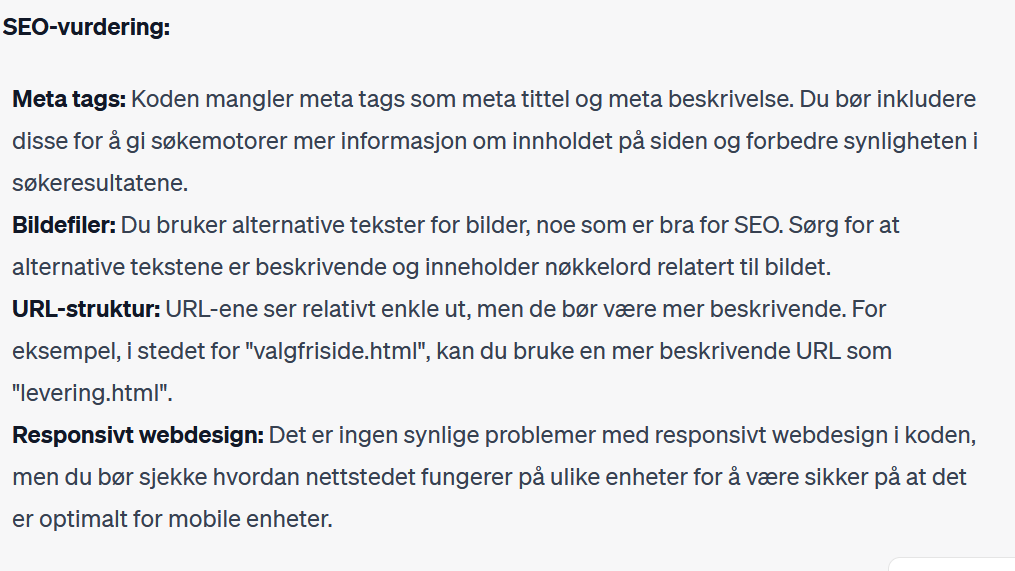 SEO-vurdering:
Meta tags: Koden mangler meta tags som meta tittel og meta beskrivelse. Du bør inkludere
disse for å gi søkemotorer mer informasjon om innholdet på siden og forbedre synligheten i
søkeresultatene.
Bildefiler: Du bruker alternative tekster for bilder, noe som er bra for SEO. Sørg for at
alternative tekstene er beskrivende og inneholder nøkkelord relatert til bildet.
URL-struktur: URL-ene ser relativt enkle ut, men de bør være mer beskrivende. For
eksempel, i stedet for "valgfriside.html", kan du bruke en mer beskrivende URL som
"levering.html".
Responsivt webdesign: Det er ingen synlige problemer med responsivt webdesign i koden,
men du bør sjekke hvordan nettstedet fungerer på ulike enheter for å være sikker på at det
er optimalt for mobile enheter.